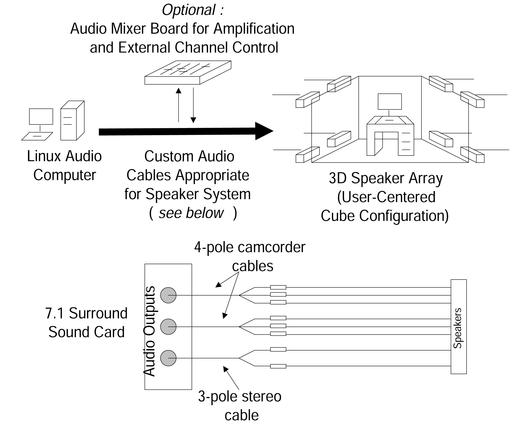 Optional :
Audio Mixer Board for Amplification
and External Channel Control
Linux Audio
Computer
Custom Audio
Cables Appropriate
for Speaker System
( see below )
3D Speaker Array
(User-Centered
Cube Configuration)
4-pole camcorder
cables
7.1 Surround
Sound Card
Audio Outputs
Speakers
3-pole stereo
cable